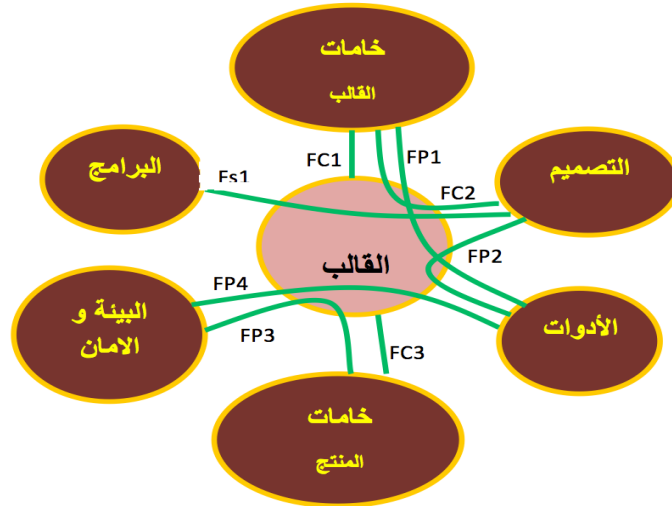 خامات
القالب
البرامج
التصميم
Fs1
FC1
FP1
FC2
القالب
FP2
FP4
FP3
FC3
البيئة و
الامان
الأدوات
خامات
المنتج